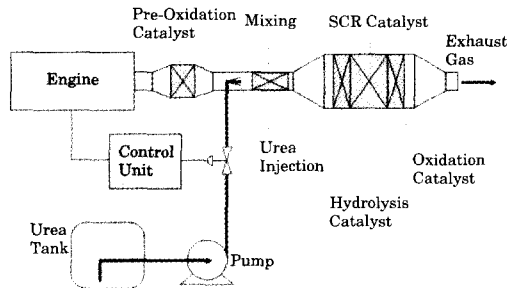 Pre-Oxidation
Catalyst
Mixing
SCR Catalyst
Exhaust
Gas
Engine
Control
Unit
Urea
Injection
Oxidation
Catalyst
Hydrolysis
Catalyst
Urea
Tank
Pump